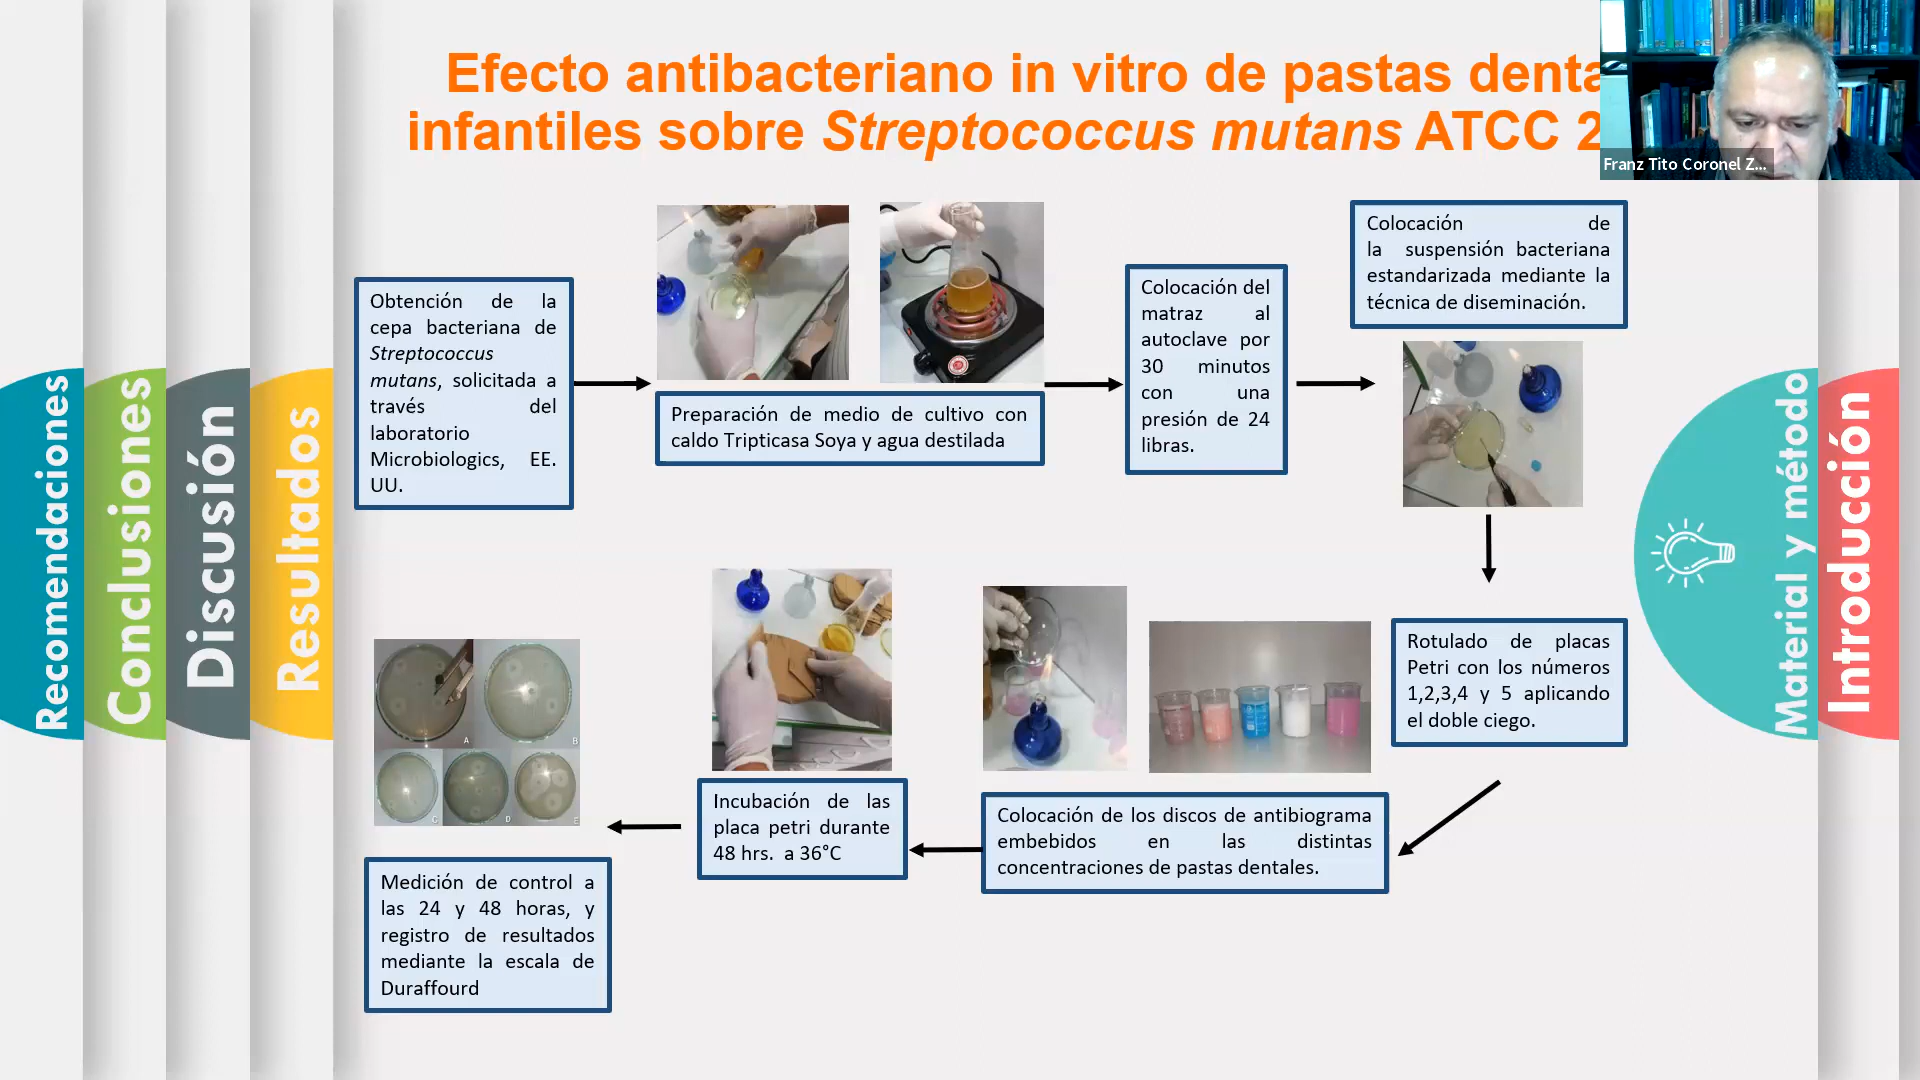 Efecto antibacteriano in vitro de pastas
infantiles sobre Streptococcus mutans ATCC
Franz Tito Coronel Z...
Obtención de la
cepa bacteriana de
Streptococcus
mutans, solicitada a
través del
laboratorio
Microbiologics, EE.
UU.
Preparación de medio de cultivo con
caldo Tripticasa Soya y agua destilada
Colocación del
matraz al
autoclave por
30 minutos
con una
presión de 24
libras.
Colocación de
la suspensión bacteriana
estandarizada mediante la
técnica de diseminación.
Rotulado de placas
Petri con los números
1,2,3,4 y 5 aplicando
el doble ciego.
Colocación de los discos de antibiograma
embebidos en las distintas
concentraciones de pastas dentales.
Incubación de las
placa petri durante
48 hrs. a 36°C
A
B
C
D
E
Medición de control a
las 24 y 48 horas, y
registro de resultados
mediante la escala de
Duraffourd
Recomendaciones
Conclusiones
Discusión
Resultados
Material y método
Introducción